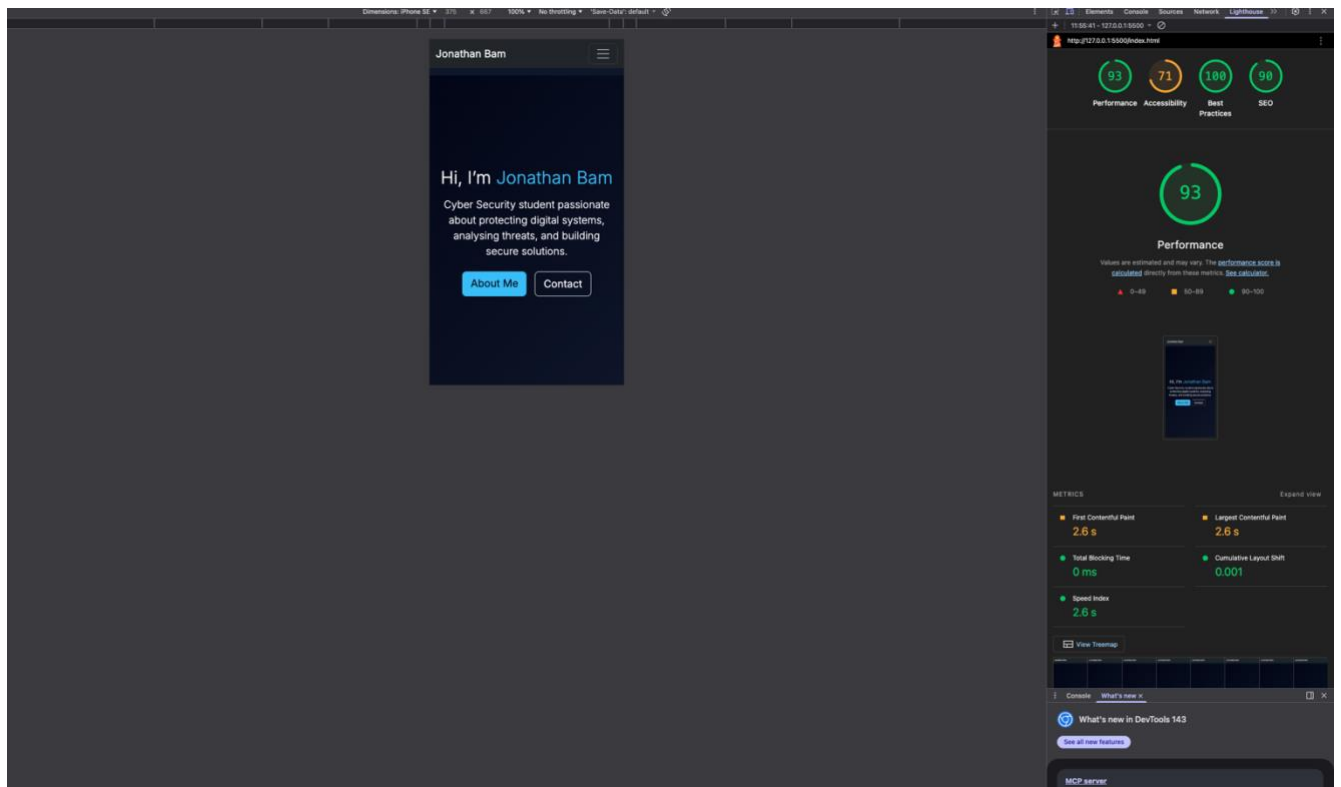 Dimensions: iPhone SE 375 x 667 100% No throttling 'Save-Data': default
Elements Console Sources Network Lighthouse
11:55:41 - 127.0.0.1:5500
http://127.0.0.1:5500/index.html
93 71 100 90
Performance Accessibility Best Practices SEO
Jonathan Bam
Hi, I'm Jonathan Bam
Cyber Security student passionate
about protecting digital systems,
analysing threats, and building
secure solutions.
About Me Contact
93
Performance
Values are estimated and may vary. The performance score is
calculated directly from these metrics. See calculator.
0–49 50–89 90–100
METRICS Expand view
First Contentful Paint
2.6 s
Largest Contentful Paint
2.6 s
Total Blocking Time
0 ms
Cumulative Layout Shift
0.001
Speed Index
2.6 s
View Treemap
Console What's new
What's new in DevTools 143
See all new features
MCP server